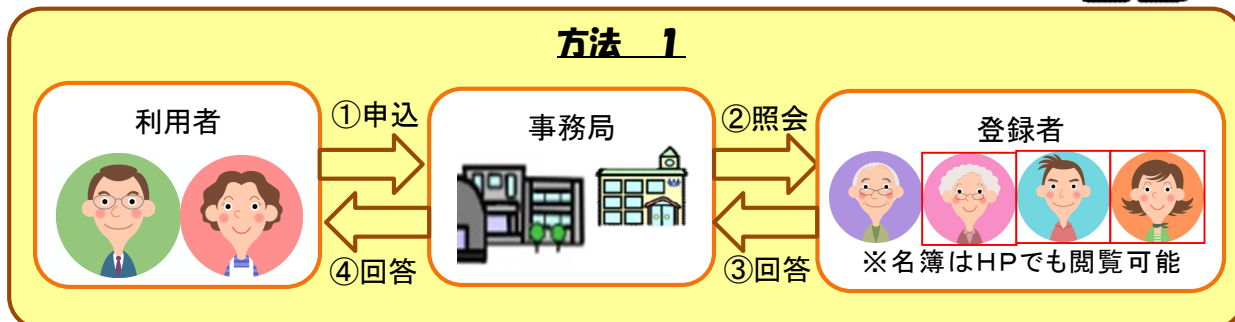 方法　1
利用者
①申込
事務局
②照会
登録者
④回答
③回答
※名簿はHPでも閲覧可能